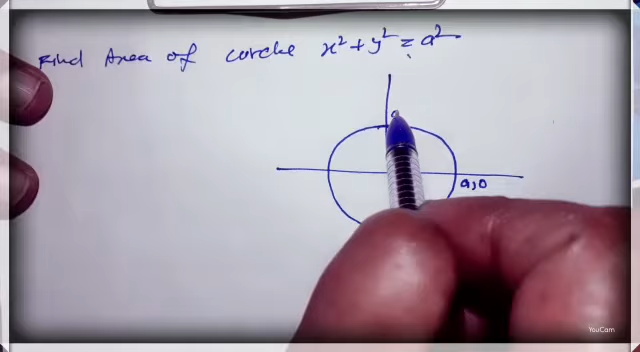 Find Area of circle x² + y² = a²
a,0
YouCam